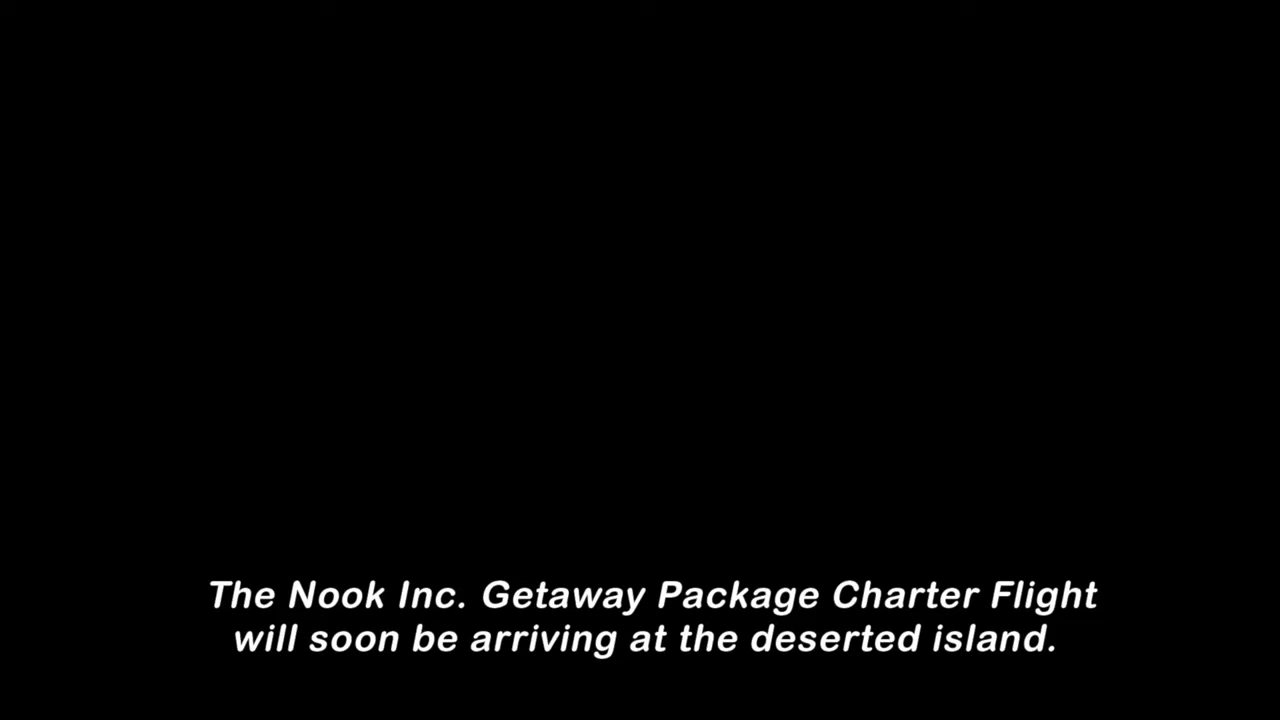 The Nook Inc. Getaway Package Charter Flight
will soon be arriving at the deserted island.